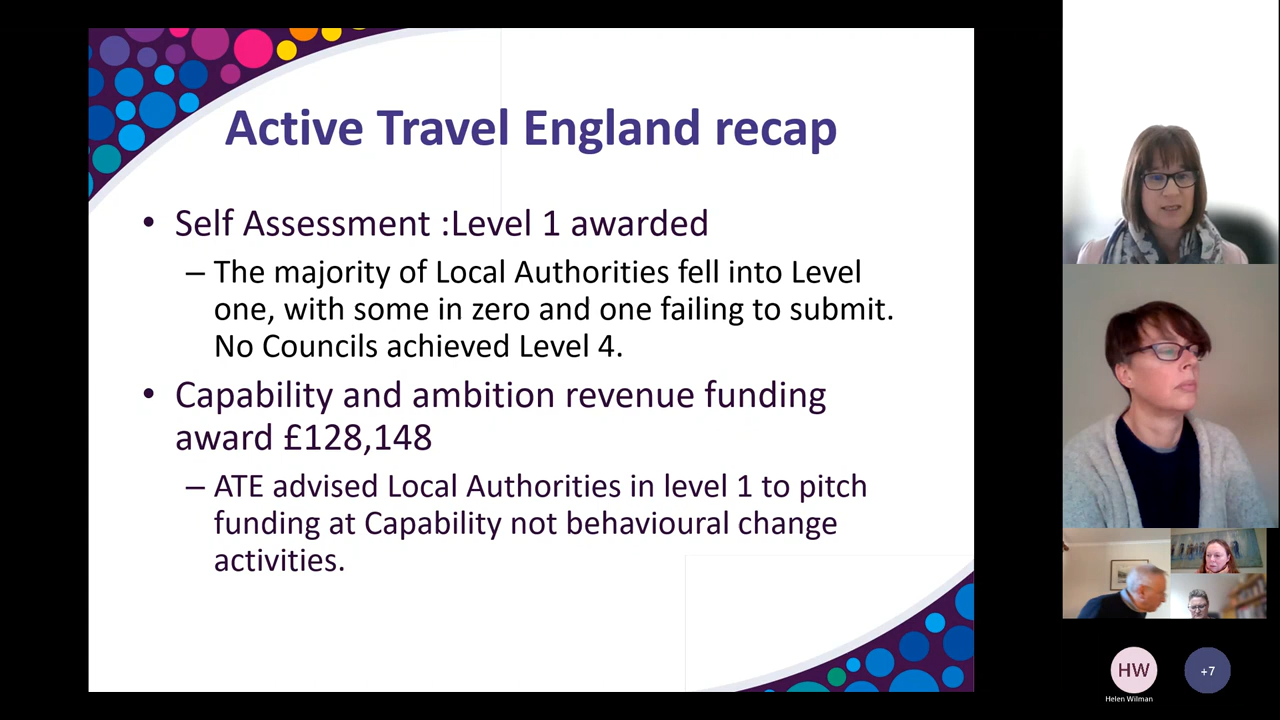 Active Travel England recap
• Self Assessment :Level 1 awarded
– The majority of Local Authorities fell into Level
one, with some in zero and one failing to submit.
No Councils achieved Level 4.
• Capability and ambition revenue funding
award £128,148
– ATE advised Local Authorities in level 1 to pitch
funding at Capability not behavioural change
activities.
HW
+7
Helen Wilman